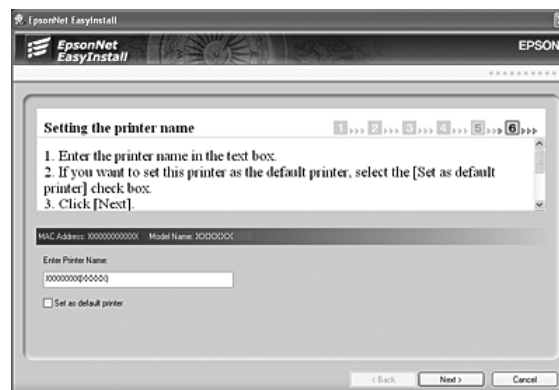 EpsonNet EasyInstall
EpsonNet
EasyInstall
EPSON
Setting the printer name
1 2 3 4 5 6
1. Enter the printer name in the text box.
2. If you want to set this printer as the default printer, select the [Set as default
printer] check box.
3. Click [Next].
MAC Address: XXXXXXXXXXXX Model Name: XXXXXXX
Enter Printer Name:
Set as default printer
< Back
Next >
Cancel